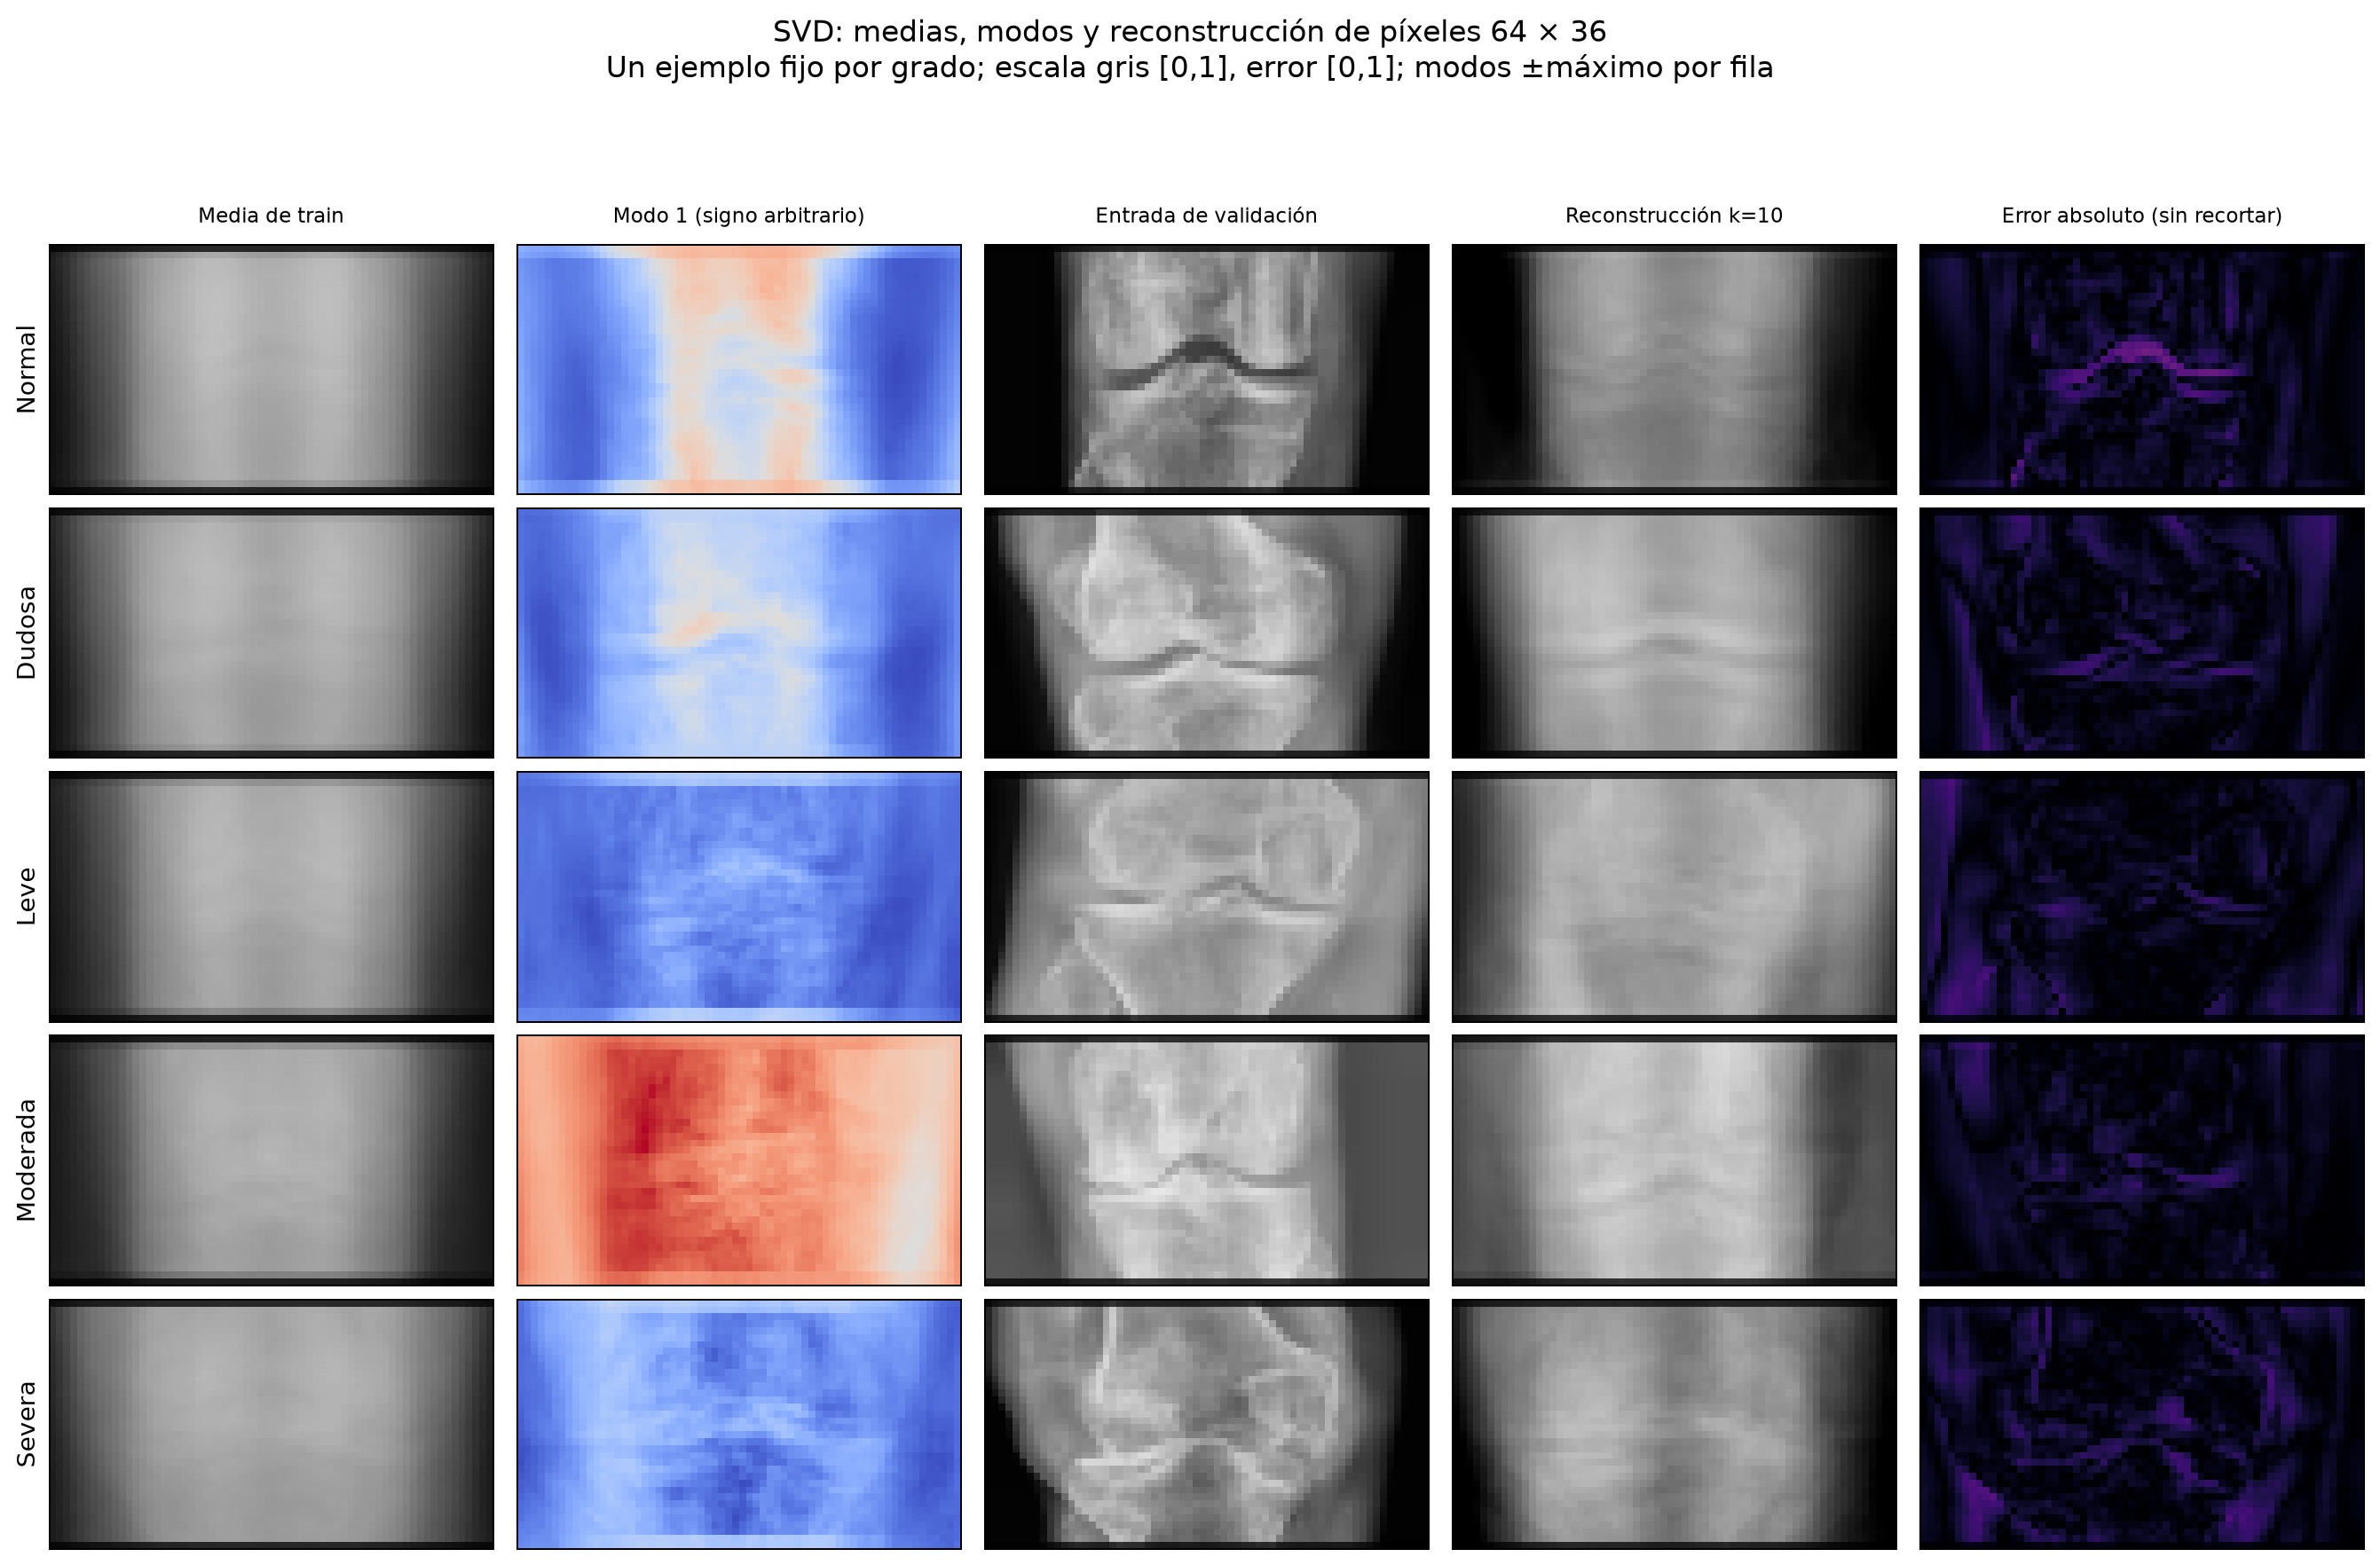 SVD: medias, modos y reconstrucción de píxeles 64 × 36
Un ejemplo fijo por grado; escala gris [0,1], error [0,1]; modos ±máximo por fila
Media de train
Modo 1 (signo arbitrario)
Entrada de validación
Reconstrucción k=10
Error absoluto (sin recortar)
Normal
Dudosa
Leve
Moderada
Severa